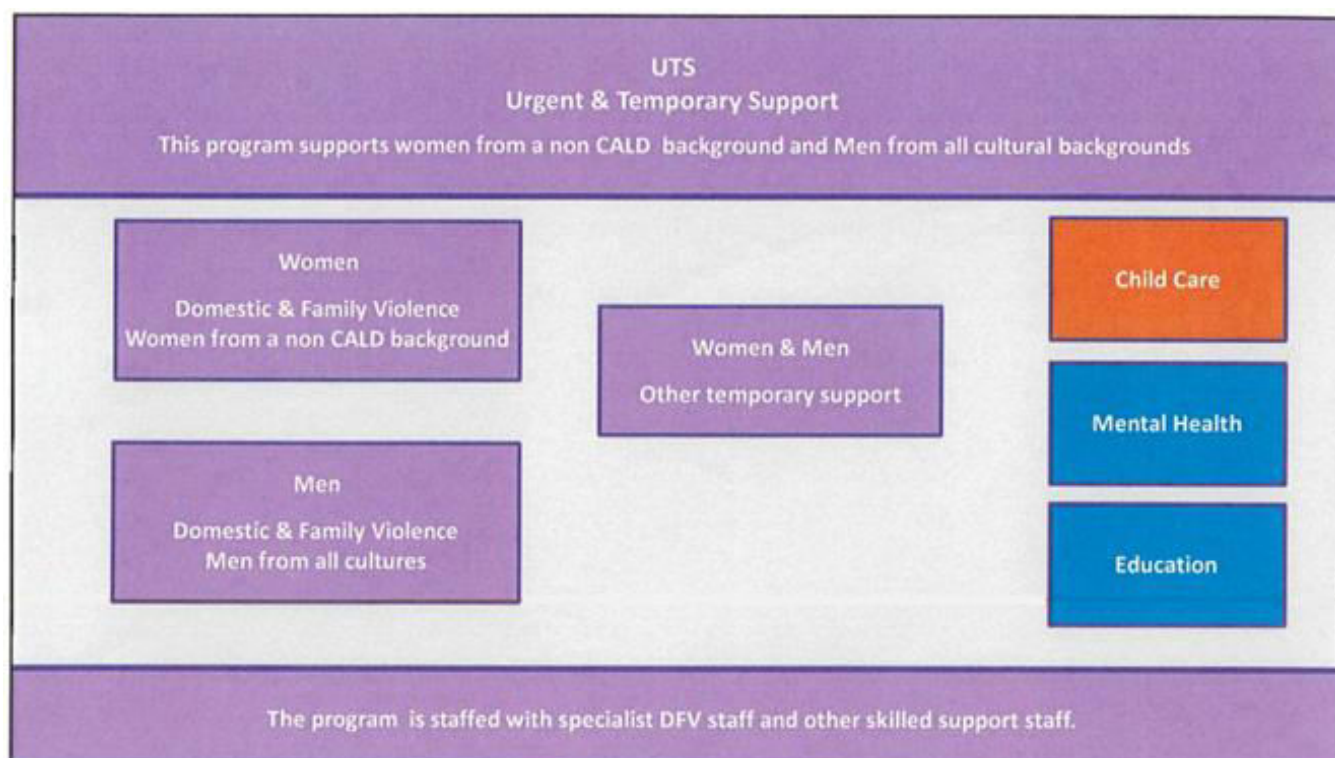 UTS
Urgent & Temporary Support
This program supports women from a non CALD background and Men from all cultural backgrounds
Women
Domestic & Family Violence
Women from a non CALD background
Men
Domestic & Family Violence
Men from all cultures
Women & Men
Other temporary support
Child Care
Mental Health
Education
The program is staffed with specialist DFV staff and other skilled support staff.